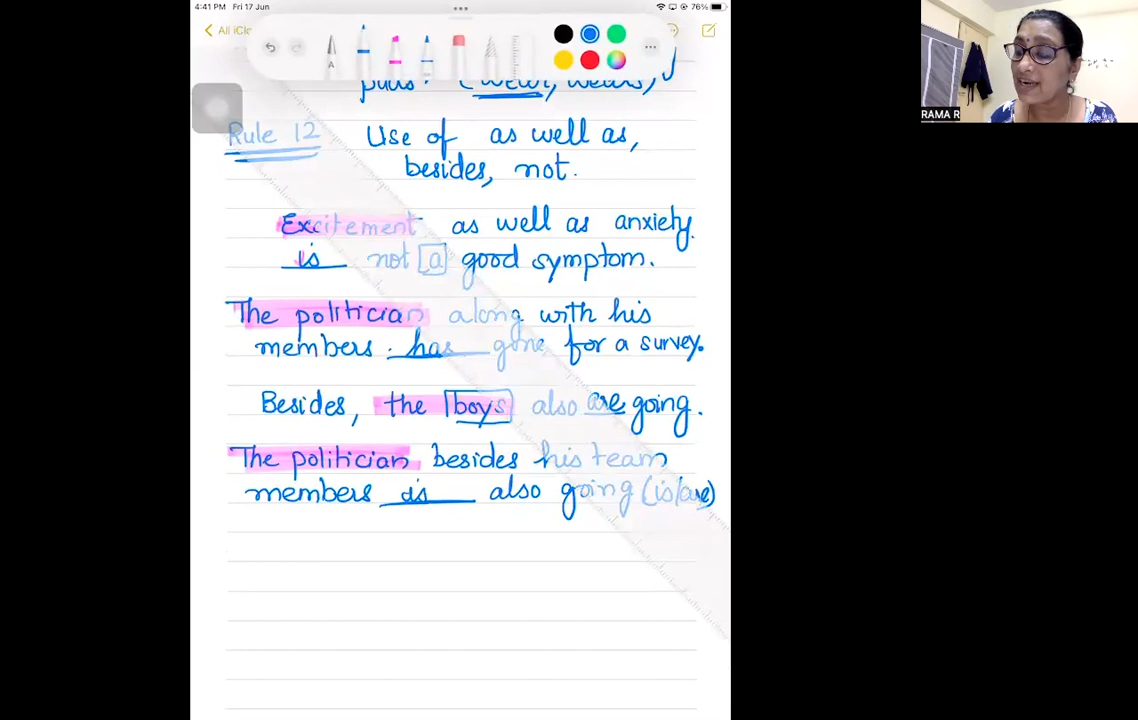 4:41 PM Fri 17 Jun
76%
All iClo
A
RAMA R
Rule 12 Use of as well as,
besides, not.
Excitement as well as anxiety.
is not a good symptom.
The politician along with his
members. has gone for a survey.
Besides, the boys also are going.
The politician besides his team
members is also going (is/are)